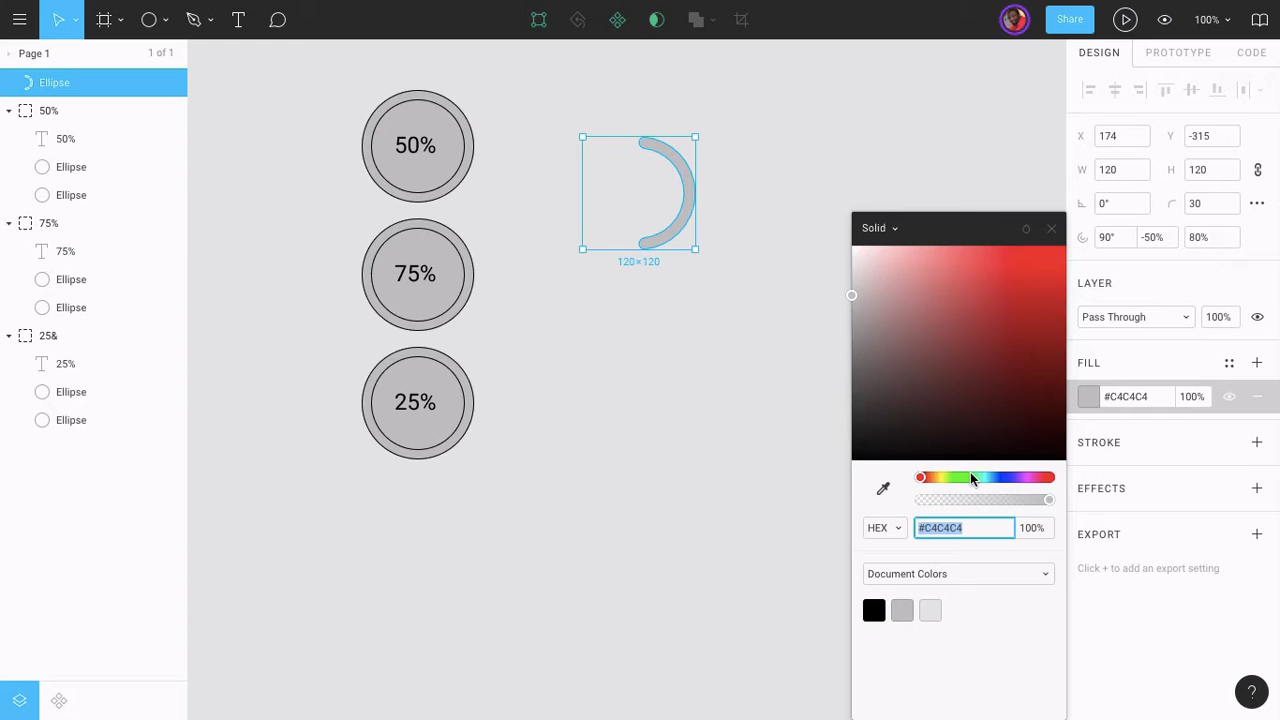 T
Share
100%
Page 1
1 of 1
DESIGN
PROTOTYPE
CODE
Ellipse
50%
T 50%
Ellipse
Ellipse
75%
T 75%
Ellipse
Ellipse
25&
T 25%
Ellipse
Ellipse
50%
75%
25%
120×120
X 174 Y -315
W 120 H 120
0° 30
90° -50% 80%
LAYER
Pass Through 100%
FILL
#C4C4C4 100%
STROKE
EFFECTS
EXPORT
Click + to add an export setting
Solid
HEX #C4C4C4 100%
Document Colors
?